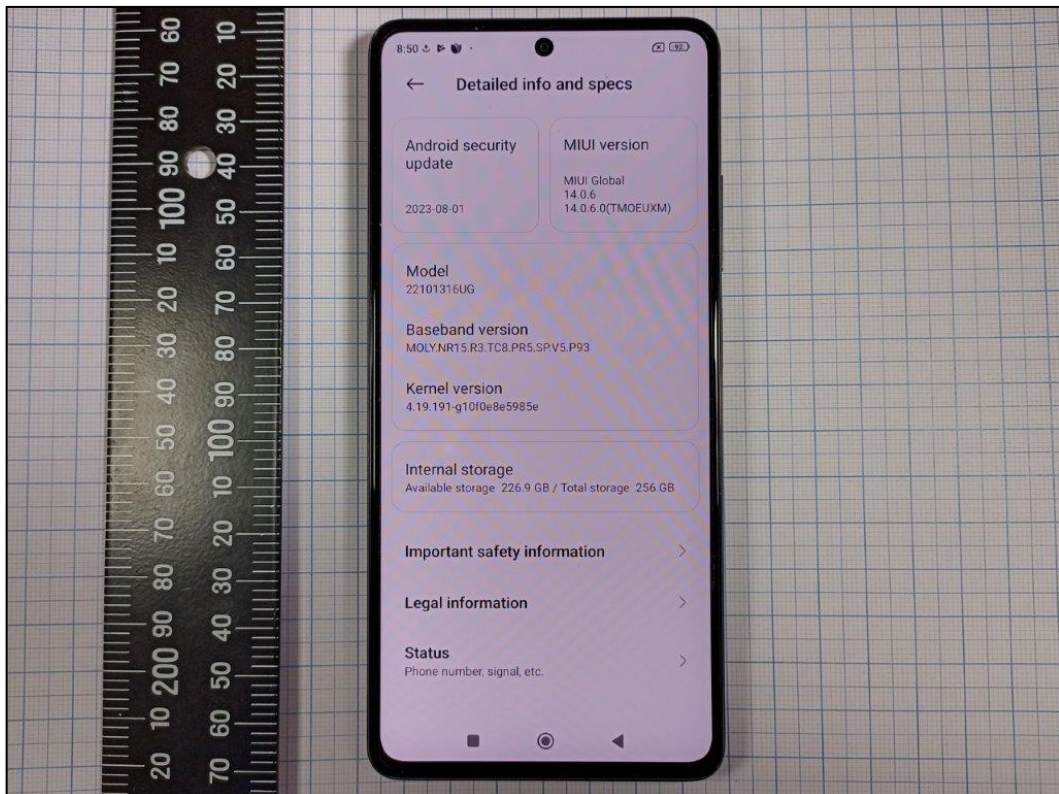 60
70
80
90
100
10
20
30
40
50
60
70
80
90
200
10
20
10
20
30
40
50
60
70
80
90
100
10
20
30
40
50
60
70
8:50
92
Detailed info and specs
Android security
update
2023-08-01
MIUI version
MIUI Global
14.0.6
14.0.6.0(TMOEUXM)
Model
22101316UG
Baseband version
MOLY.NR15.R3.TC8.PR5.SP.V5.P93
Kernel version
4.19.191-g10f0e8e5985e
Internal storage
Available storage 226.9 GB / Total storage 256 GB
Important safety information
Legal information
Status
Phone number, signal, etc.